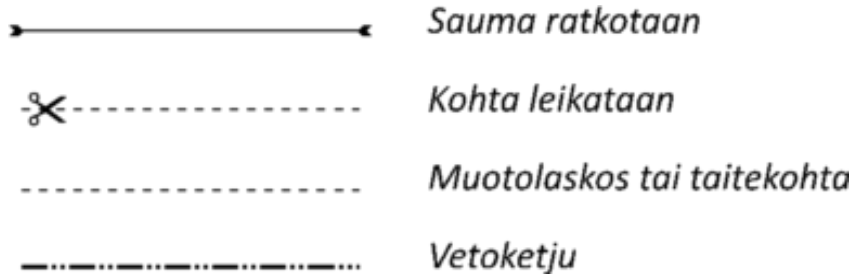 Sauma ratkotaan
Kohta leikataan
Muotolaskos tai taitekohta
Vetoketju